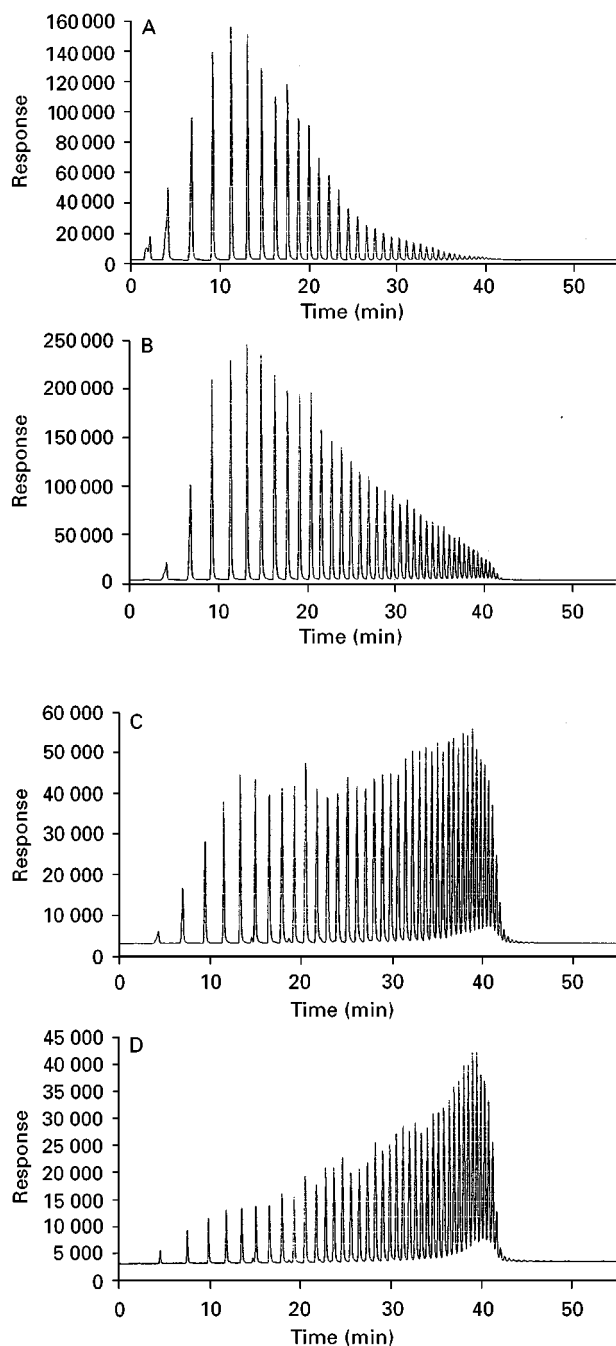 A
Response
160 000
140 000
120 000
100 000
80 000
60 000
40 000
20 000
0
0 10 20 30 40 50
Time (min)
B
Response
250 000
200 000
150 000
100 000
50 000
0
0 10 20 30 40 50
Time (min)
C
Response
60 000
50 000
40 000
30 000
20 000
10 000
0
0 10 20 30 40 50
Time (min)
D
Response
45 000
40 000
35 000
30 000
25 000
20 000
15 000
10 000
5 000
0
0 10 20 30 40 50
Time (min)